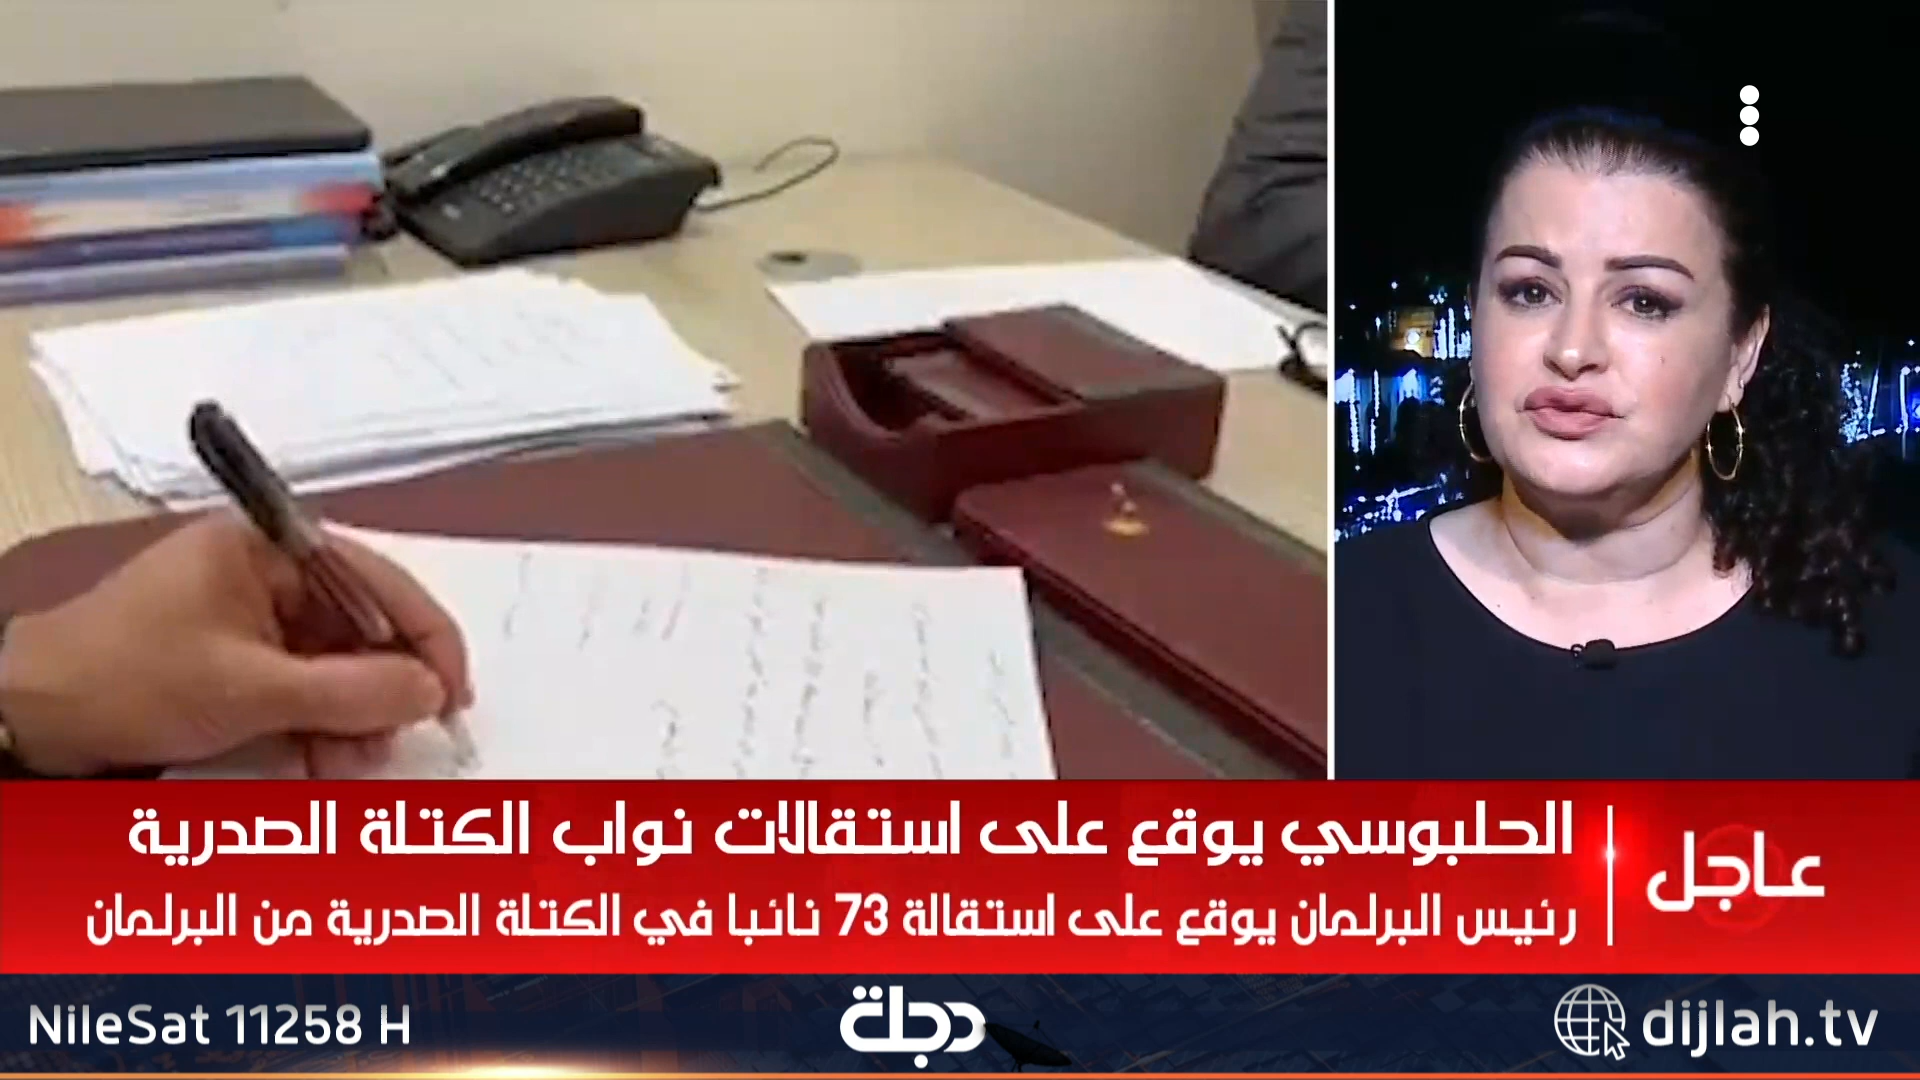 الحلبوسي يوقع على استقالات نواب الكتلة الصدرية
عاجل
رئيس البرلمان يوقع على استقالة 73 نائبا في الكتلة الصدرية من البرلمان
NileSat 11258 H
دجلة
dijlah.tv